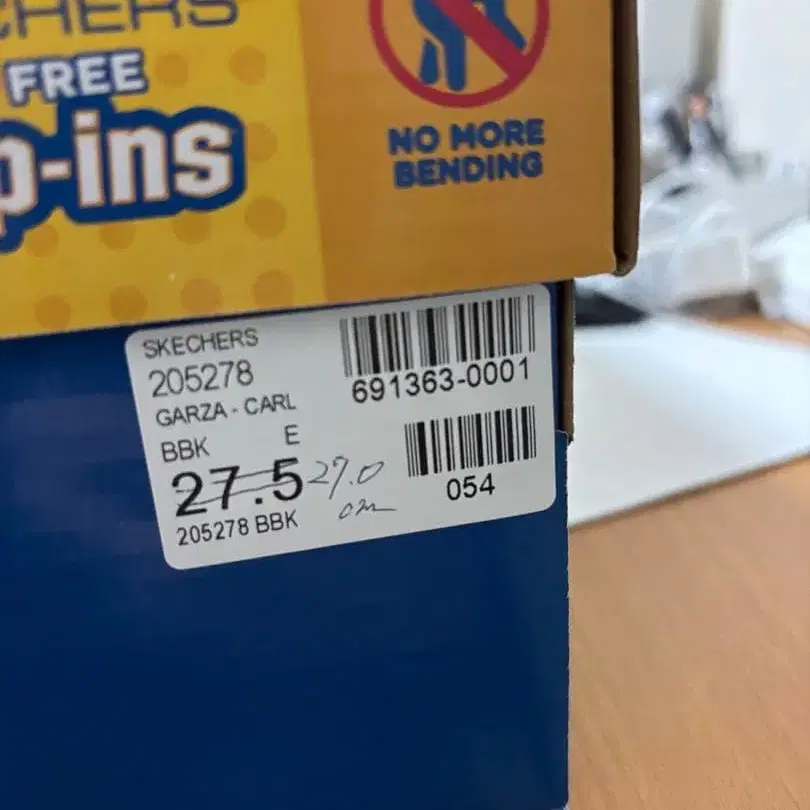 CHERS
FREE
p-ins
NO MORE
BENDING
SKECHERS
205278
GARZA - CARL
BBK E
27.5 27.0
cm
205278 BBK
691363-0001
054